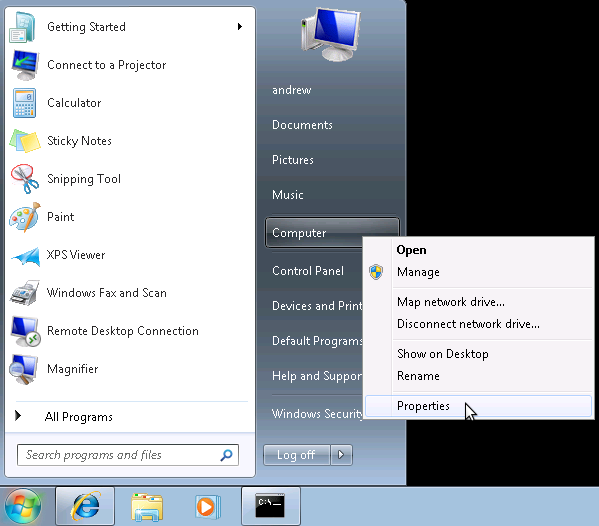 Getting Started
Connect to a Projector
Calculator
Sticky Notes
Snipping Tool
Paint
XPS Viewer
Windows Fax and Scan
Remote Desktop Connection
Magnifier
All Programs
Search programs and files
andrew
Documents
Pictures
Music
Computer
Control Panel
Devices and Print
Default Programs
Help and Suppor
Windows Security
Log off
Open
Manage
Map network drive...
Disconnect network drive...
Show on Desktop
Rename
Properties
C:\.